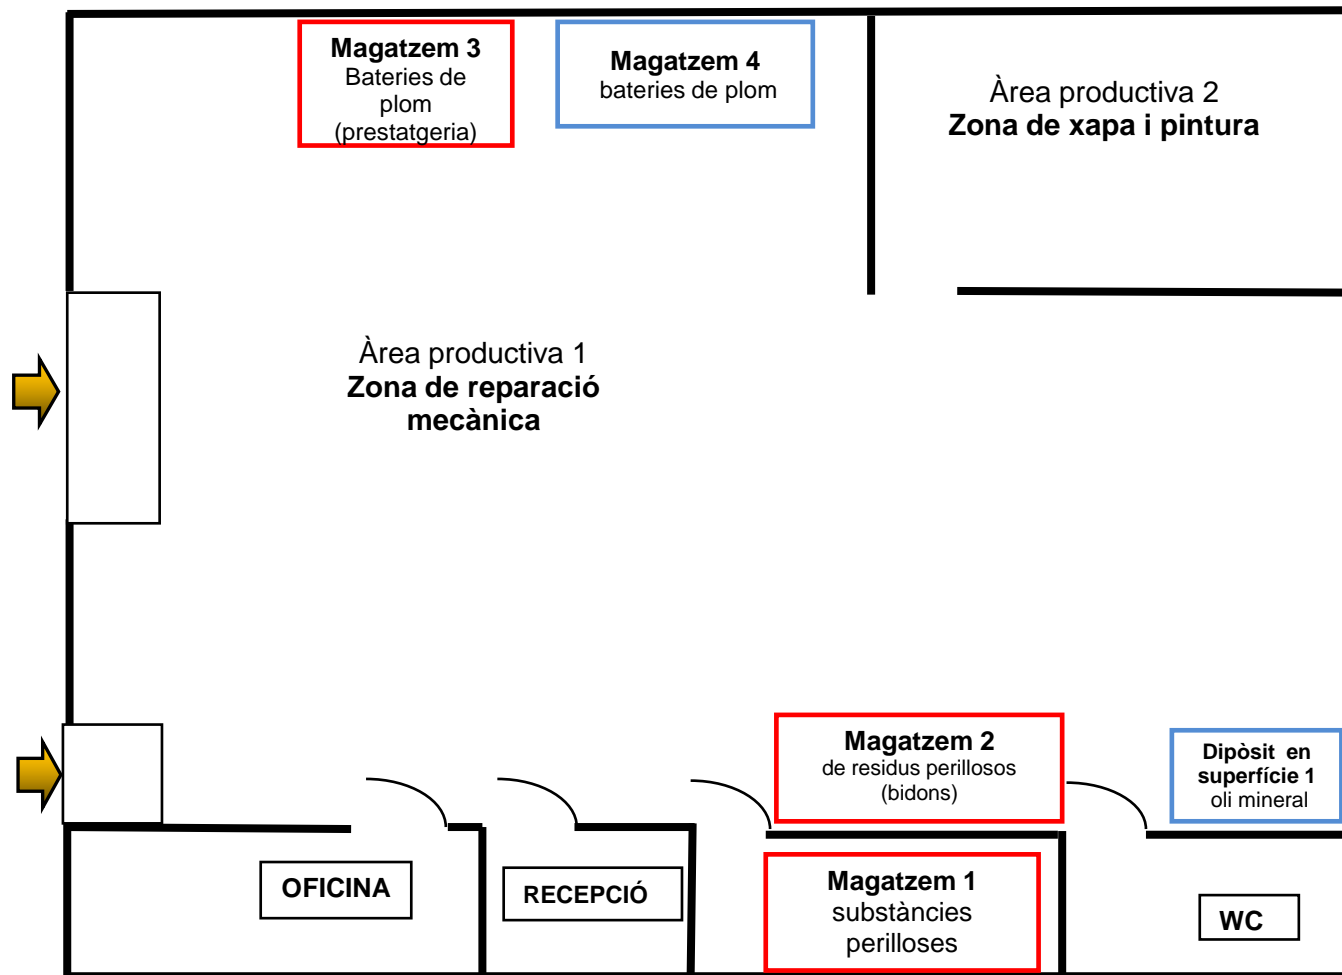 Magatzem 3
Bateries de
plom
(prestatgeria)
Magatzem 4
bateries de plom
Àrea productiva 2
Zona de xapa i pintura
Àrea productiva 1
Zona de reparació
mecànica
Magatzem 2
de residus perillosos
(bidons)
Dipòsit en
superfície 1
oli mineral
OFICINA
RECEPCIÓ
Magatzem 1
substàncies
perilloses
WC